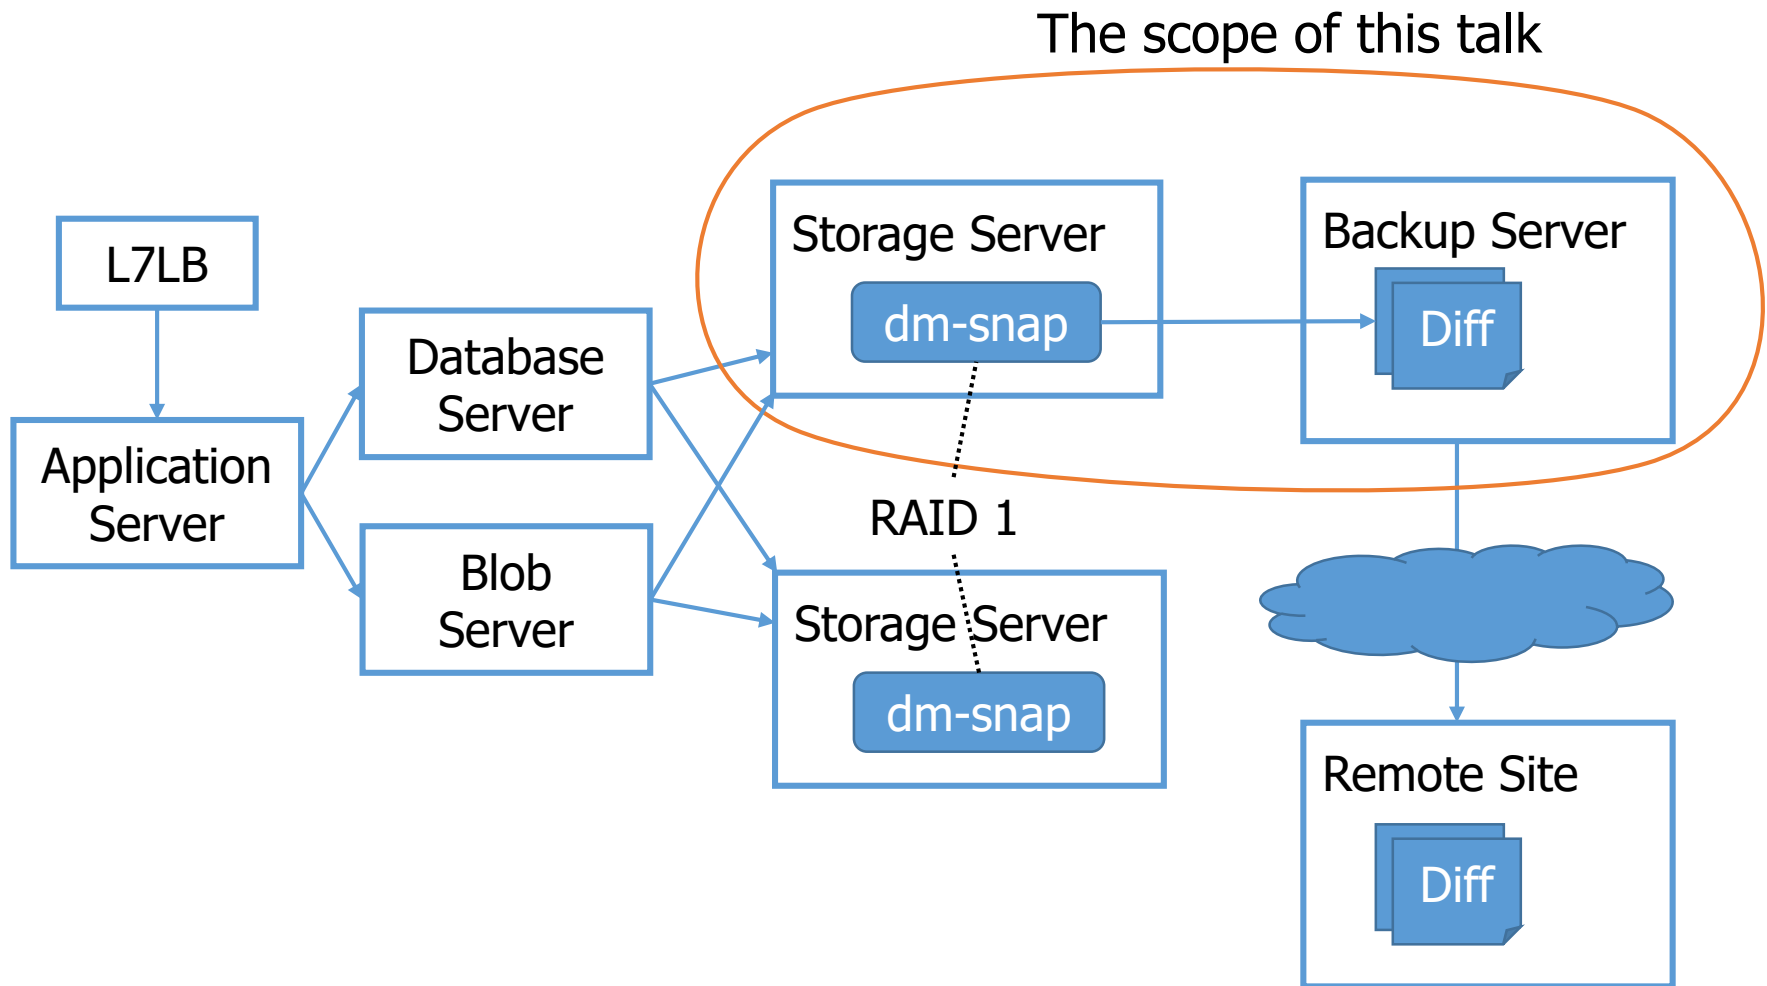 The scope of this talk
L7LB
Application
Server
Database
Server
Blob
Server
Storage Server
dm-snap
RAID 1
Storage Server
dm-snap
Backup Server
Diff
Remote Site
Diff